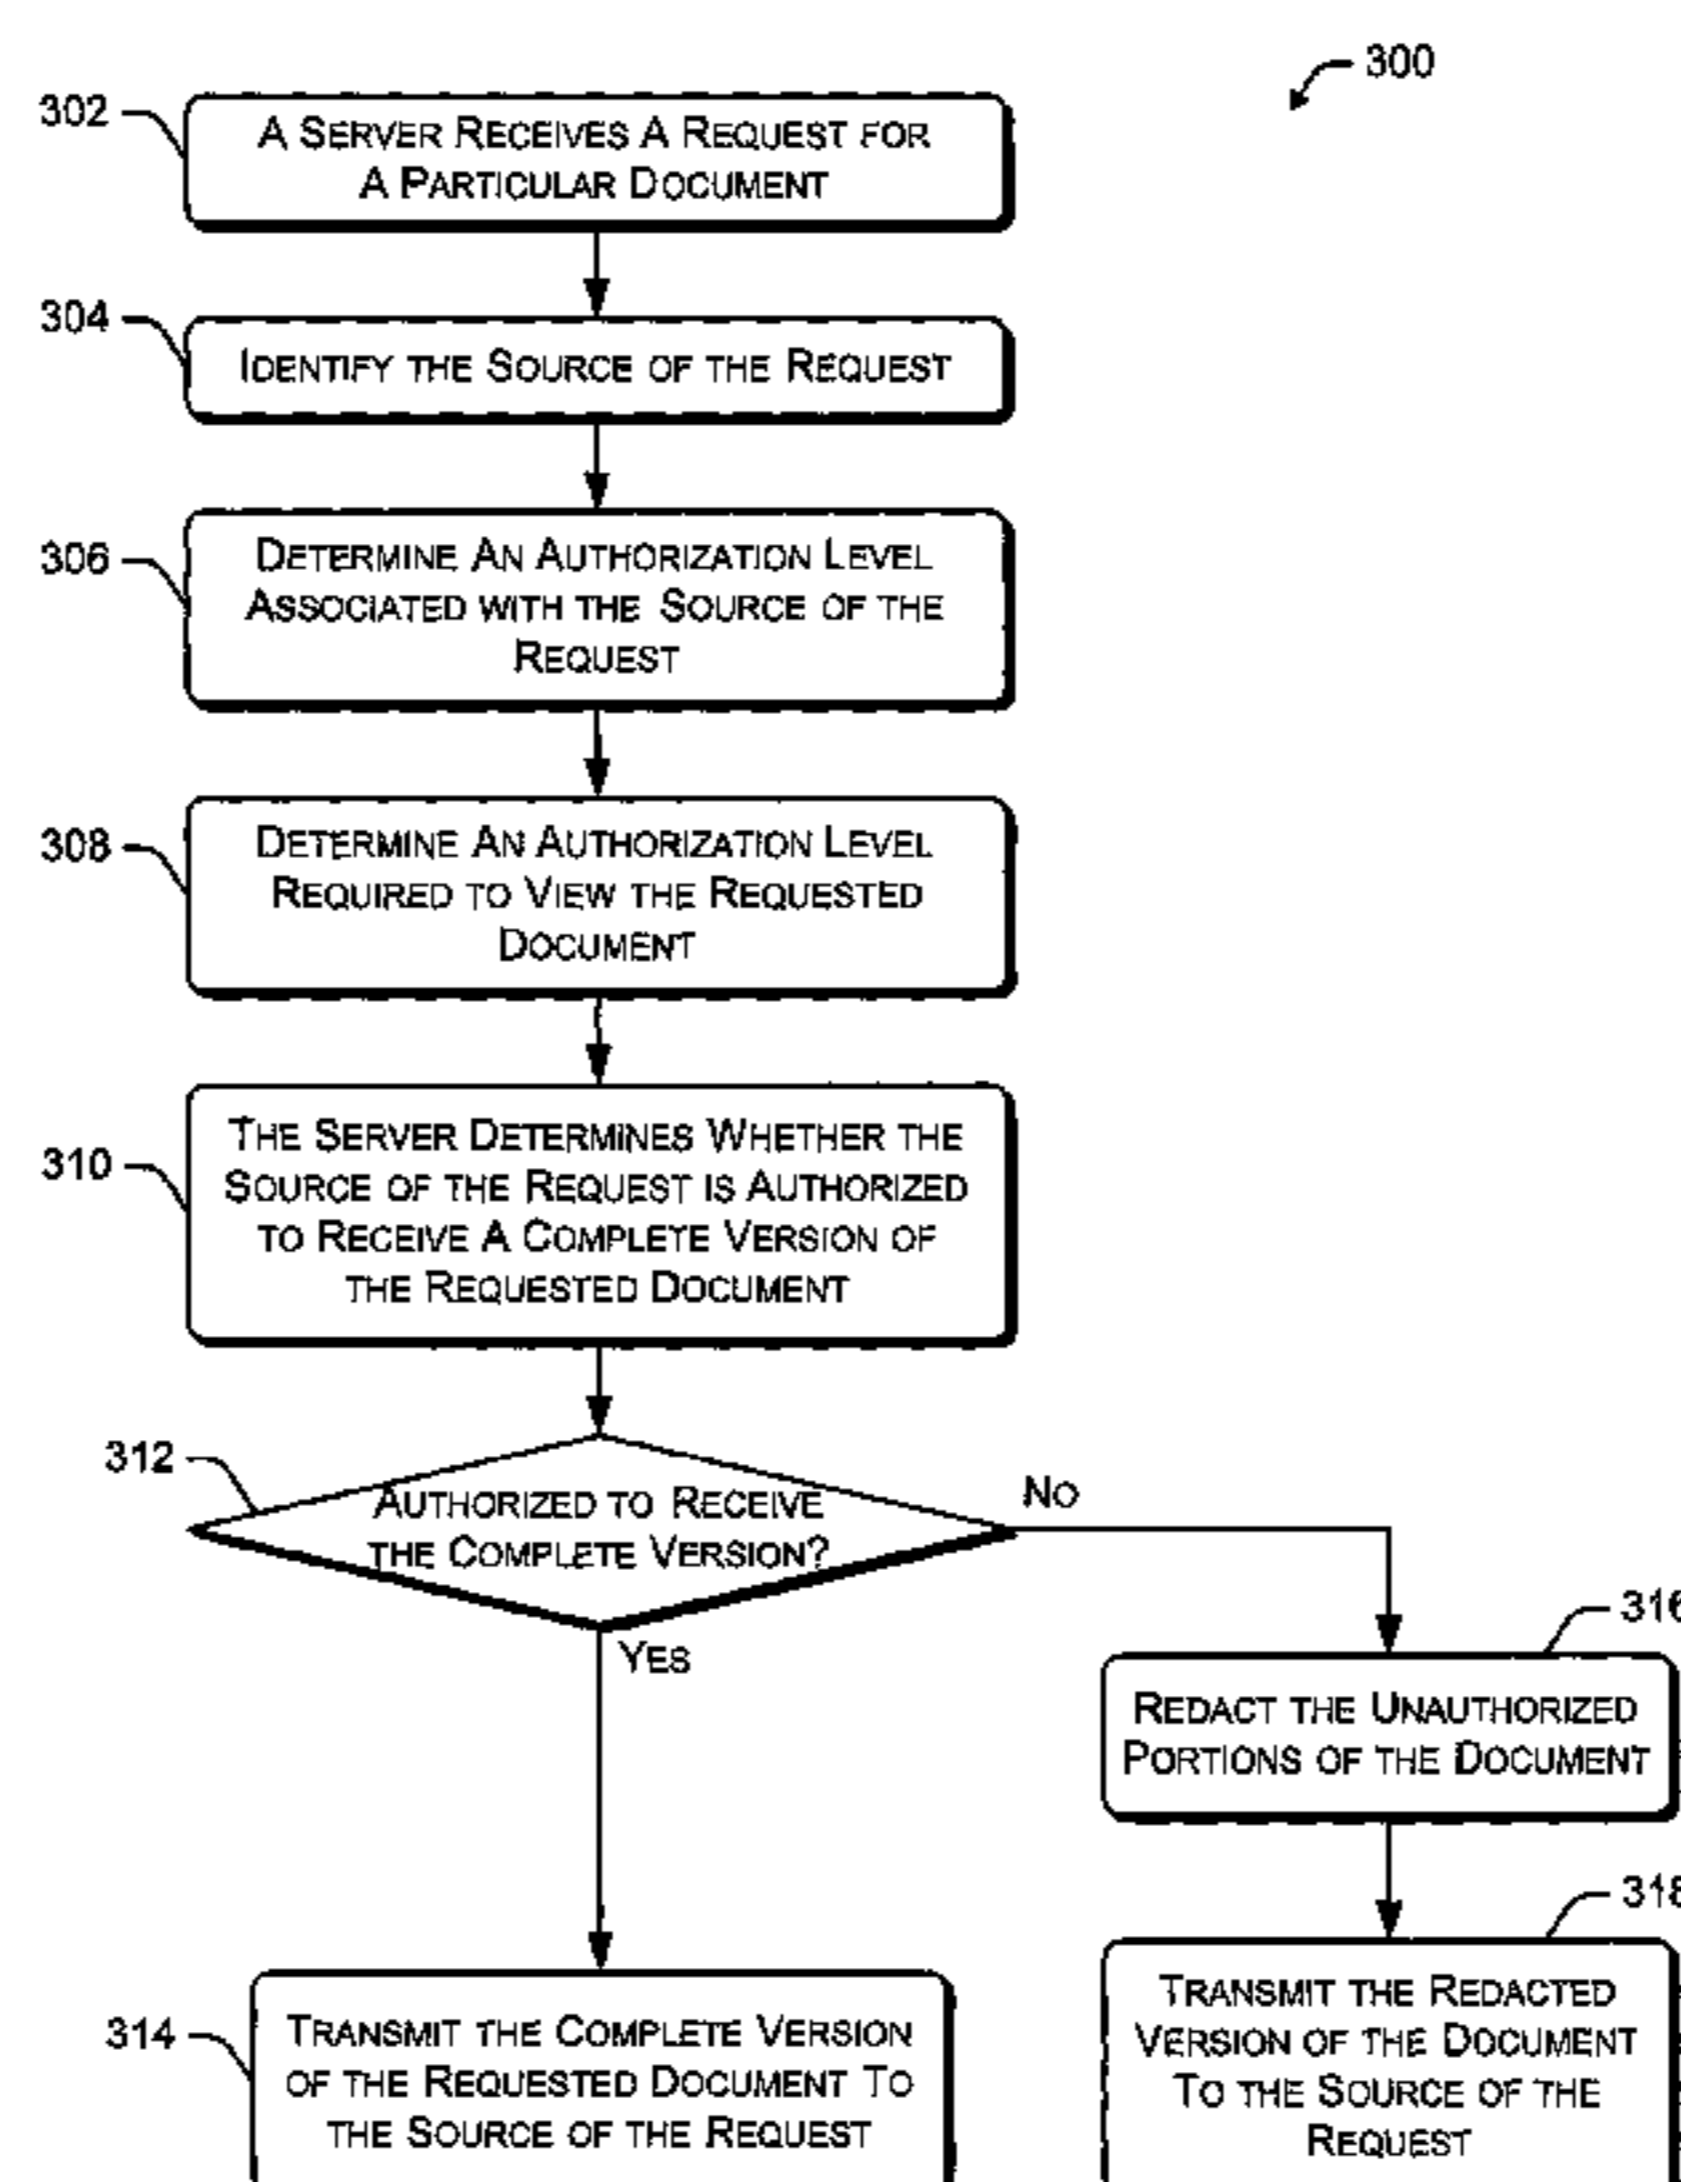 300
302
A SERVER RECEIVES A REQUEST FOR
A PARTICULAR DOCUMENT
304
IDENTIFY THE SOURCE OF THE REQUEST
306
DETERMINE AN AUTHORIZATION LEVEL
ASSOCIATED WITH THE SOURCE OF THE
REQUEST
308
DETERMINE AN AUTHORIZATION LEVEL
REQUIRED TO VIEW THE REQUESTED
DOCUMENT
310
THE SERVER DETERMINES WHETHER THE
SOURCE OF THE REQUEST IS AUTHORIZED
TO RECEIVE A COMPLETE VERSION OF
THE REQUESTED DOCUMENT
312
AUTHORIZED TO RECEIVE
THE COMPLETE VERSION?
NO
YES
316
REDACT THE UNAUTHORIZED
PORTIONS OF THE DOCUMENT
318
TRANSMIT THE REDACTED
VERSION OF THE DOCUMENT
TO THE SOURCE OF THE
REQUEST
314
TRANSMIT THE COMPLETE VERSION
OF THE REQUESTED DOCUMENT TO
THE SOURCE OF THE REQUEST